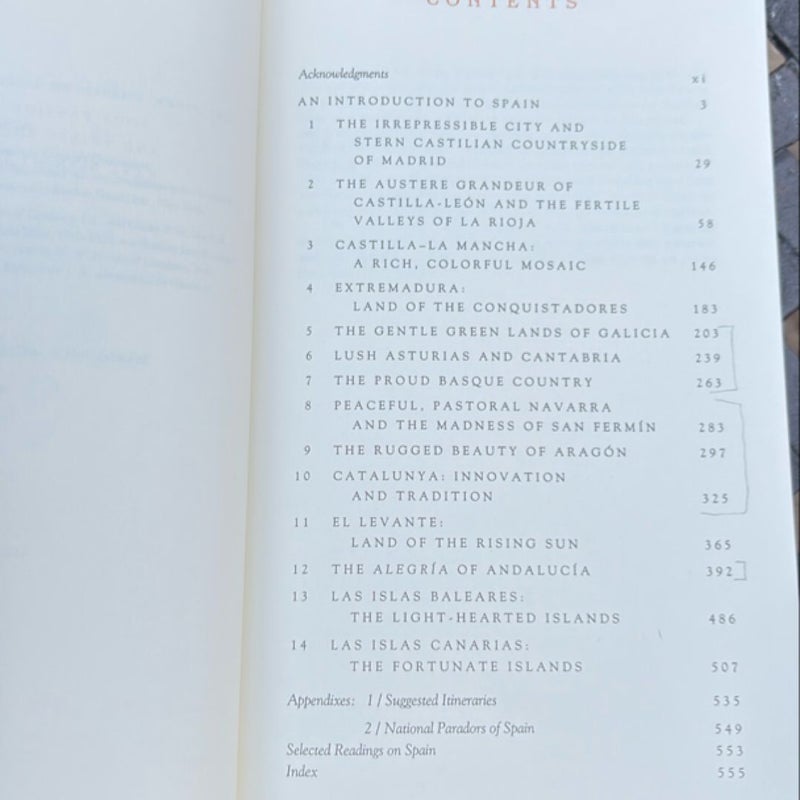 CONTENTS
Acknowledgments xi
AN INTRODUCTION TO SPAIN 3
1 THE IRREPRESSIBLE CITY AND
STERN CASTILIAN COUNTRYSIDE
OF MADRID 29
2 THE AUSTERE GRANDEUR OF
CASTILLA-LEÓN AND THE FERTILE
VALLEYS OF LA RIOJA 58
3 CASTILLA–LA MANCHA:
A RICH, COLORFUL MOSAIC 146
4 EXTREMADURA:
LAND OF THE CONQUISTADORES 183
5 THE GENTLE GREEN LANDS OF GALICIA 203
6 LUSH ASTURIAS AND CANTABRIA 239
7 THE PROUD BASQUE COUNTRY 263
8 PEACEFUL, PASTORAL NAVARRA
AND THE MADNESS OF SAN FERMÍN 283
9 THE RUGGED BEAUTY OF ARAGÓN 297
10 CATALUNYA: INNOVATION
AND TRADITION 325
11 EL LEVANTE:
LAND OF THE RISING SUN 365
12 THE ALEGRÍA OF ANDALUCÍA 392
13 LAS ISLAS BALEARES:
THE LIGHT-HEARTED ISLANDS 486
14 LAS ISLAS CANARIAS:
THE FORTUNATE ISLANDS 507
Appendixes: 1 / Suggested Itineraries 535
2 / National Paradors of Spain 549
Selected Readings on Spain 553
Index 555